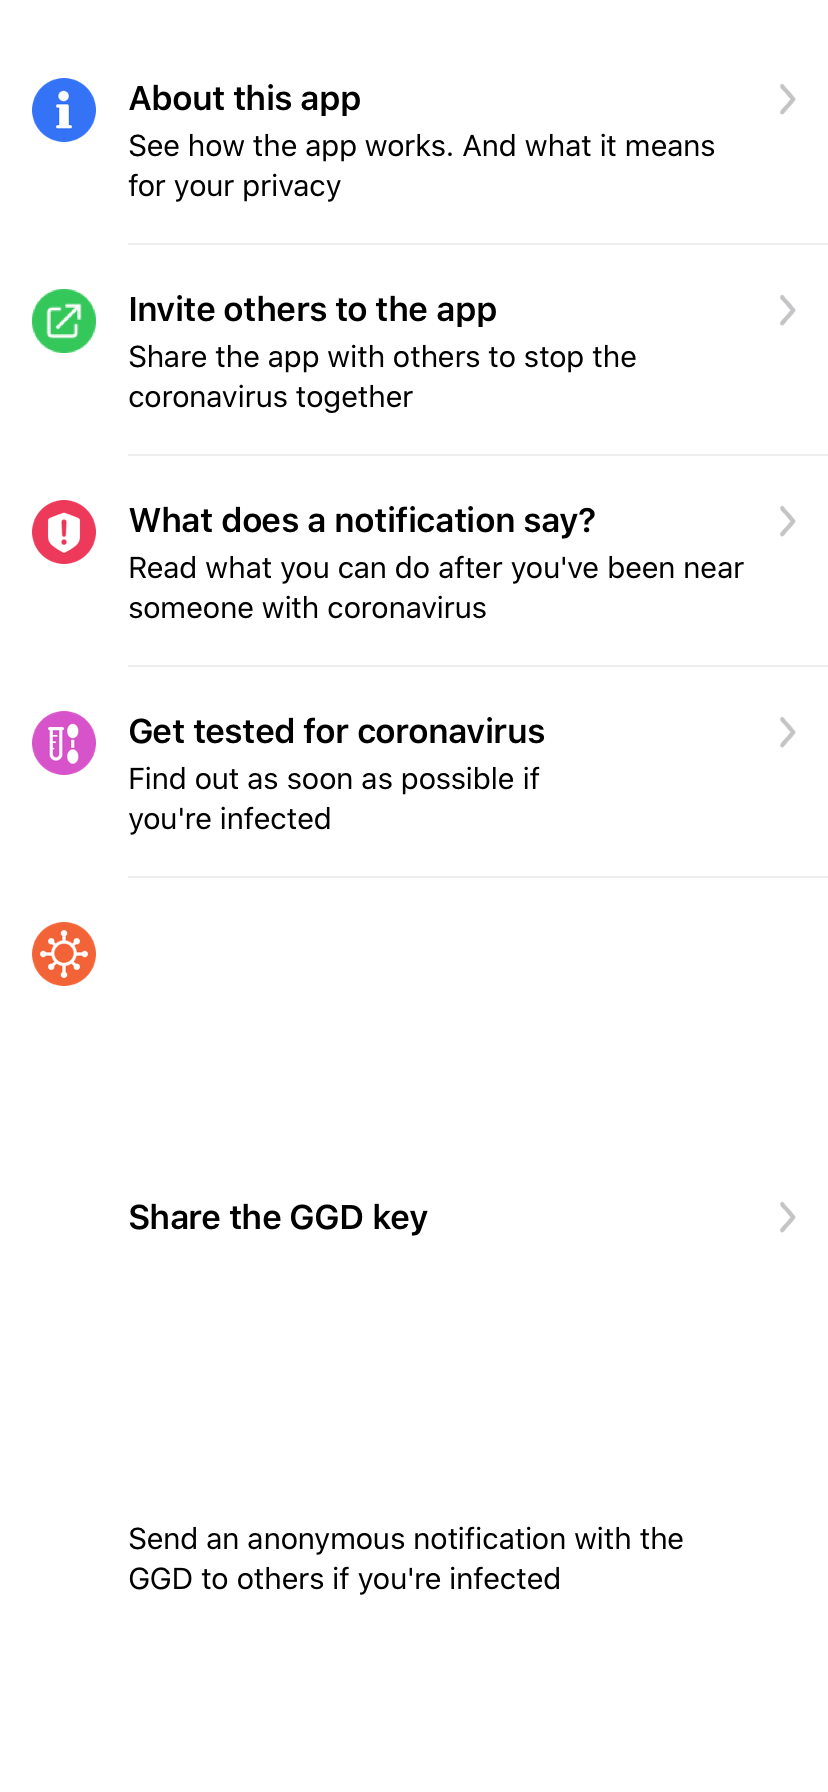 About this app
See how the app works. And what it means
for your privacy
Invite others to the app
Share the app with others to stop the
coronavirus together
What does a notification say?
Read what you can do after you've been near
someone with coronavirus
Get tested for coronavirus
Find out as soon as possible if
you're infected
Share the GGD key
Send an anonymous notification with the
GGD to others if you're infected